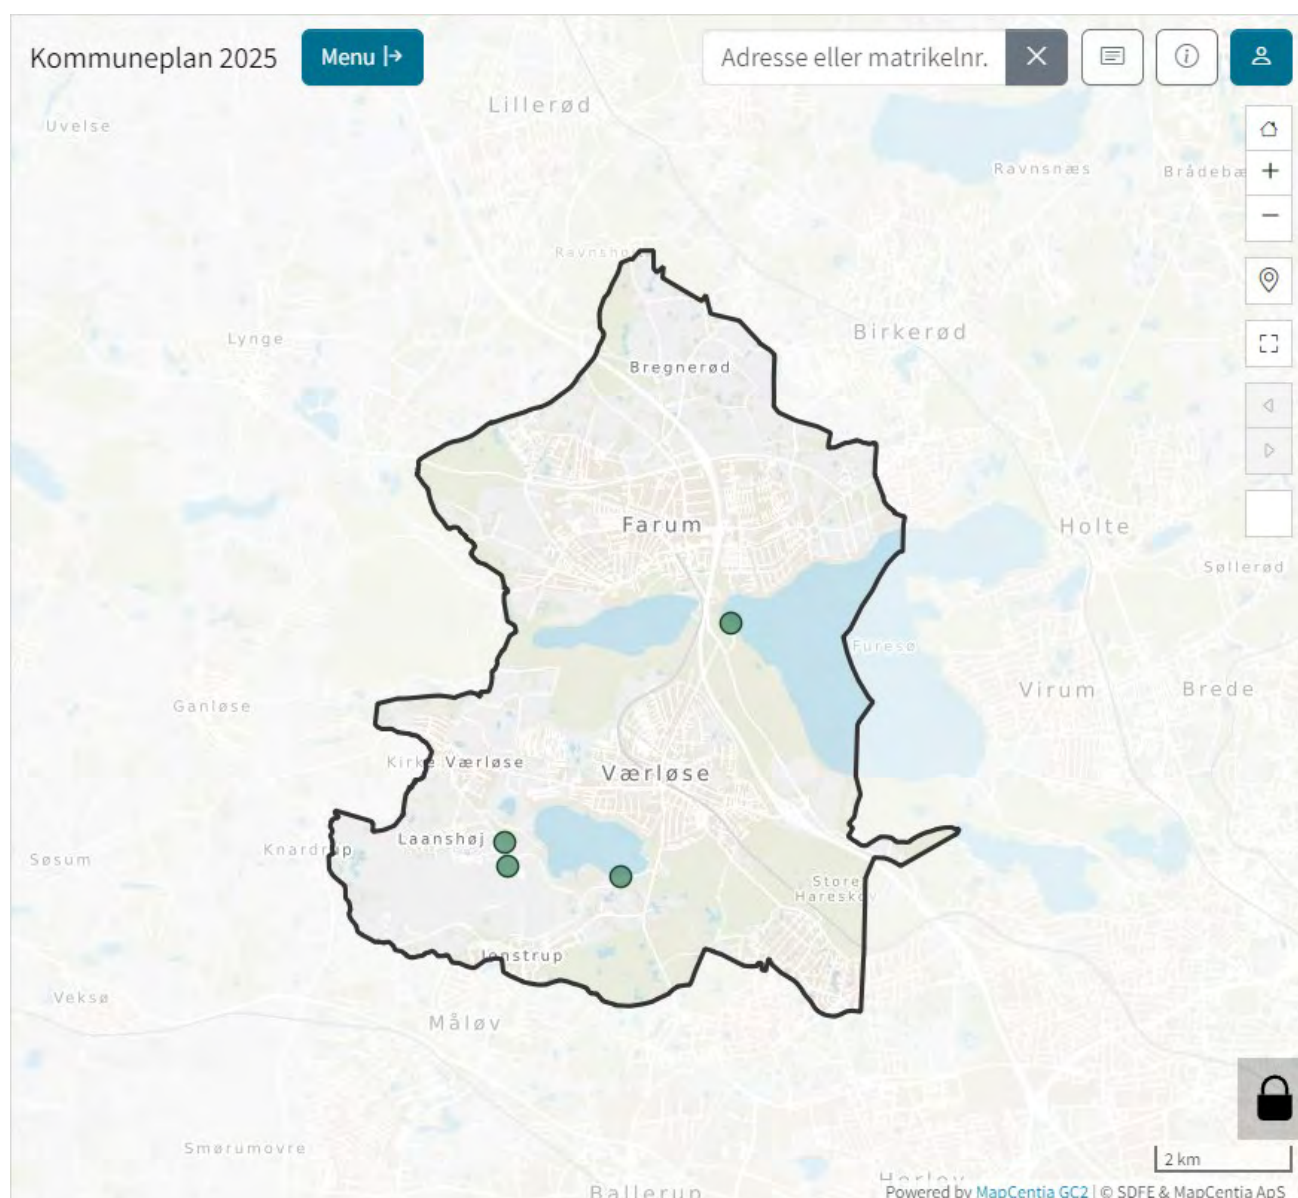 Kommuneplan 2025
Menu
Adresse eller matrikelnr.
Lillerød
Uvelse
Ravnsnæs
Brådebæ
Ravnsho
Lynge
Birkerød
Bregnerød
Farum
Holte
Søllerød
Furesø
Virum
Brede
Ganløse
Kirke Værløse
Værløse
Laanshøj
Knardrup
Søsum
Store
Hareskov
Jonstrup
Veksø
Måløv
Smørumovre
2 km
Ballerup
Powered by MapCentia GC2 | © SDFE & MapCentia ApS